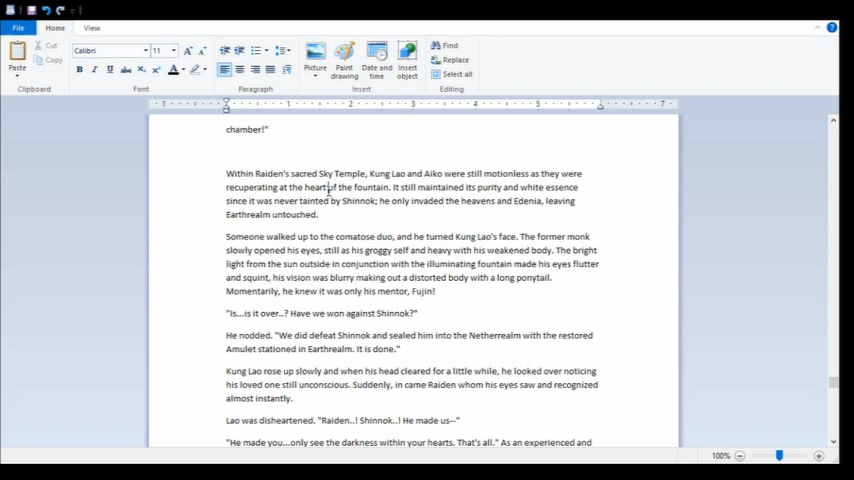 File
Home
View
Paste
Cut
Copy
Clipboard
Calibri
11
Font
Paragraph
Picture
Paint drawing
Date and time
Insert object
Insert
Find
Replace
Select all
Editing
1 1 2 3 4 5 7
chamber!"
Within Raiden's sacred Sky Temple, Kung Lao and Aiko were still motionless as they were
recuperating at the heart of the fountain. It still maintained its purity and white essence
since it was never tainted by Shinnok; he only invaded the heavens and Edenia, leaving
Earthrealm untouched.
Someone walked up to the comatose duo, and he turned Kung Lao's face. The former monk
slowly opened his eyes, still as his groggy self and heavy with his weakened body. The bright
light from the sun outside in conjunction with the illuminating fountain made his eyes flutter
and squint, his vision was blurry making out a distorted body with a long ponytail.
Momentarily, he knew it was only his mentor, Fujin!
"Is...is it over..? Have we won against Shinnok?"
He nodded. "We did defeat Shinnok and sealed him into the Netherrealm with the restored
Amulet stationed in Earthrealm. It is done."
Kung Lao rose up slowly and when his head cleared for a little while, he looked over noticing
his loved one still unconscious. Suddenly, in came Raiden whom his eyes saw and recognized
almost instantly.
Lao was disheartened. "Raiden..! Shinnok..! He made us--"
"He made you...only see the darkness within your hearts. That's all." As an experienced and
100%